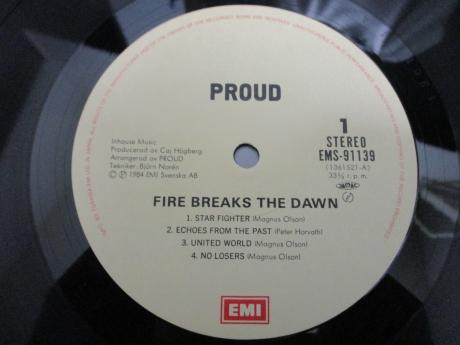 PROUD
Inhouse Music
Producerad av Caj Högberg
Arrangerad av PROUD
Tekniker: Björn Norén
Ⓒ Ⓟ 1984 EMI Svenska AB
1
STEREO
EMS-91139
(1361521-A)
33⅓ r.p.m.
FIRE BREAKS THE DAWN
1. STAR FIGHTER (Magnus Olson)
2. ECHOES FROM THE PAST (Peter Horvath)
3. UNITED WORLD (Magnus Olson)
4. NO LOSERS (Magnus Olson)
EMI